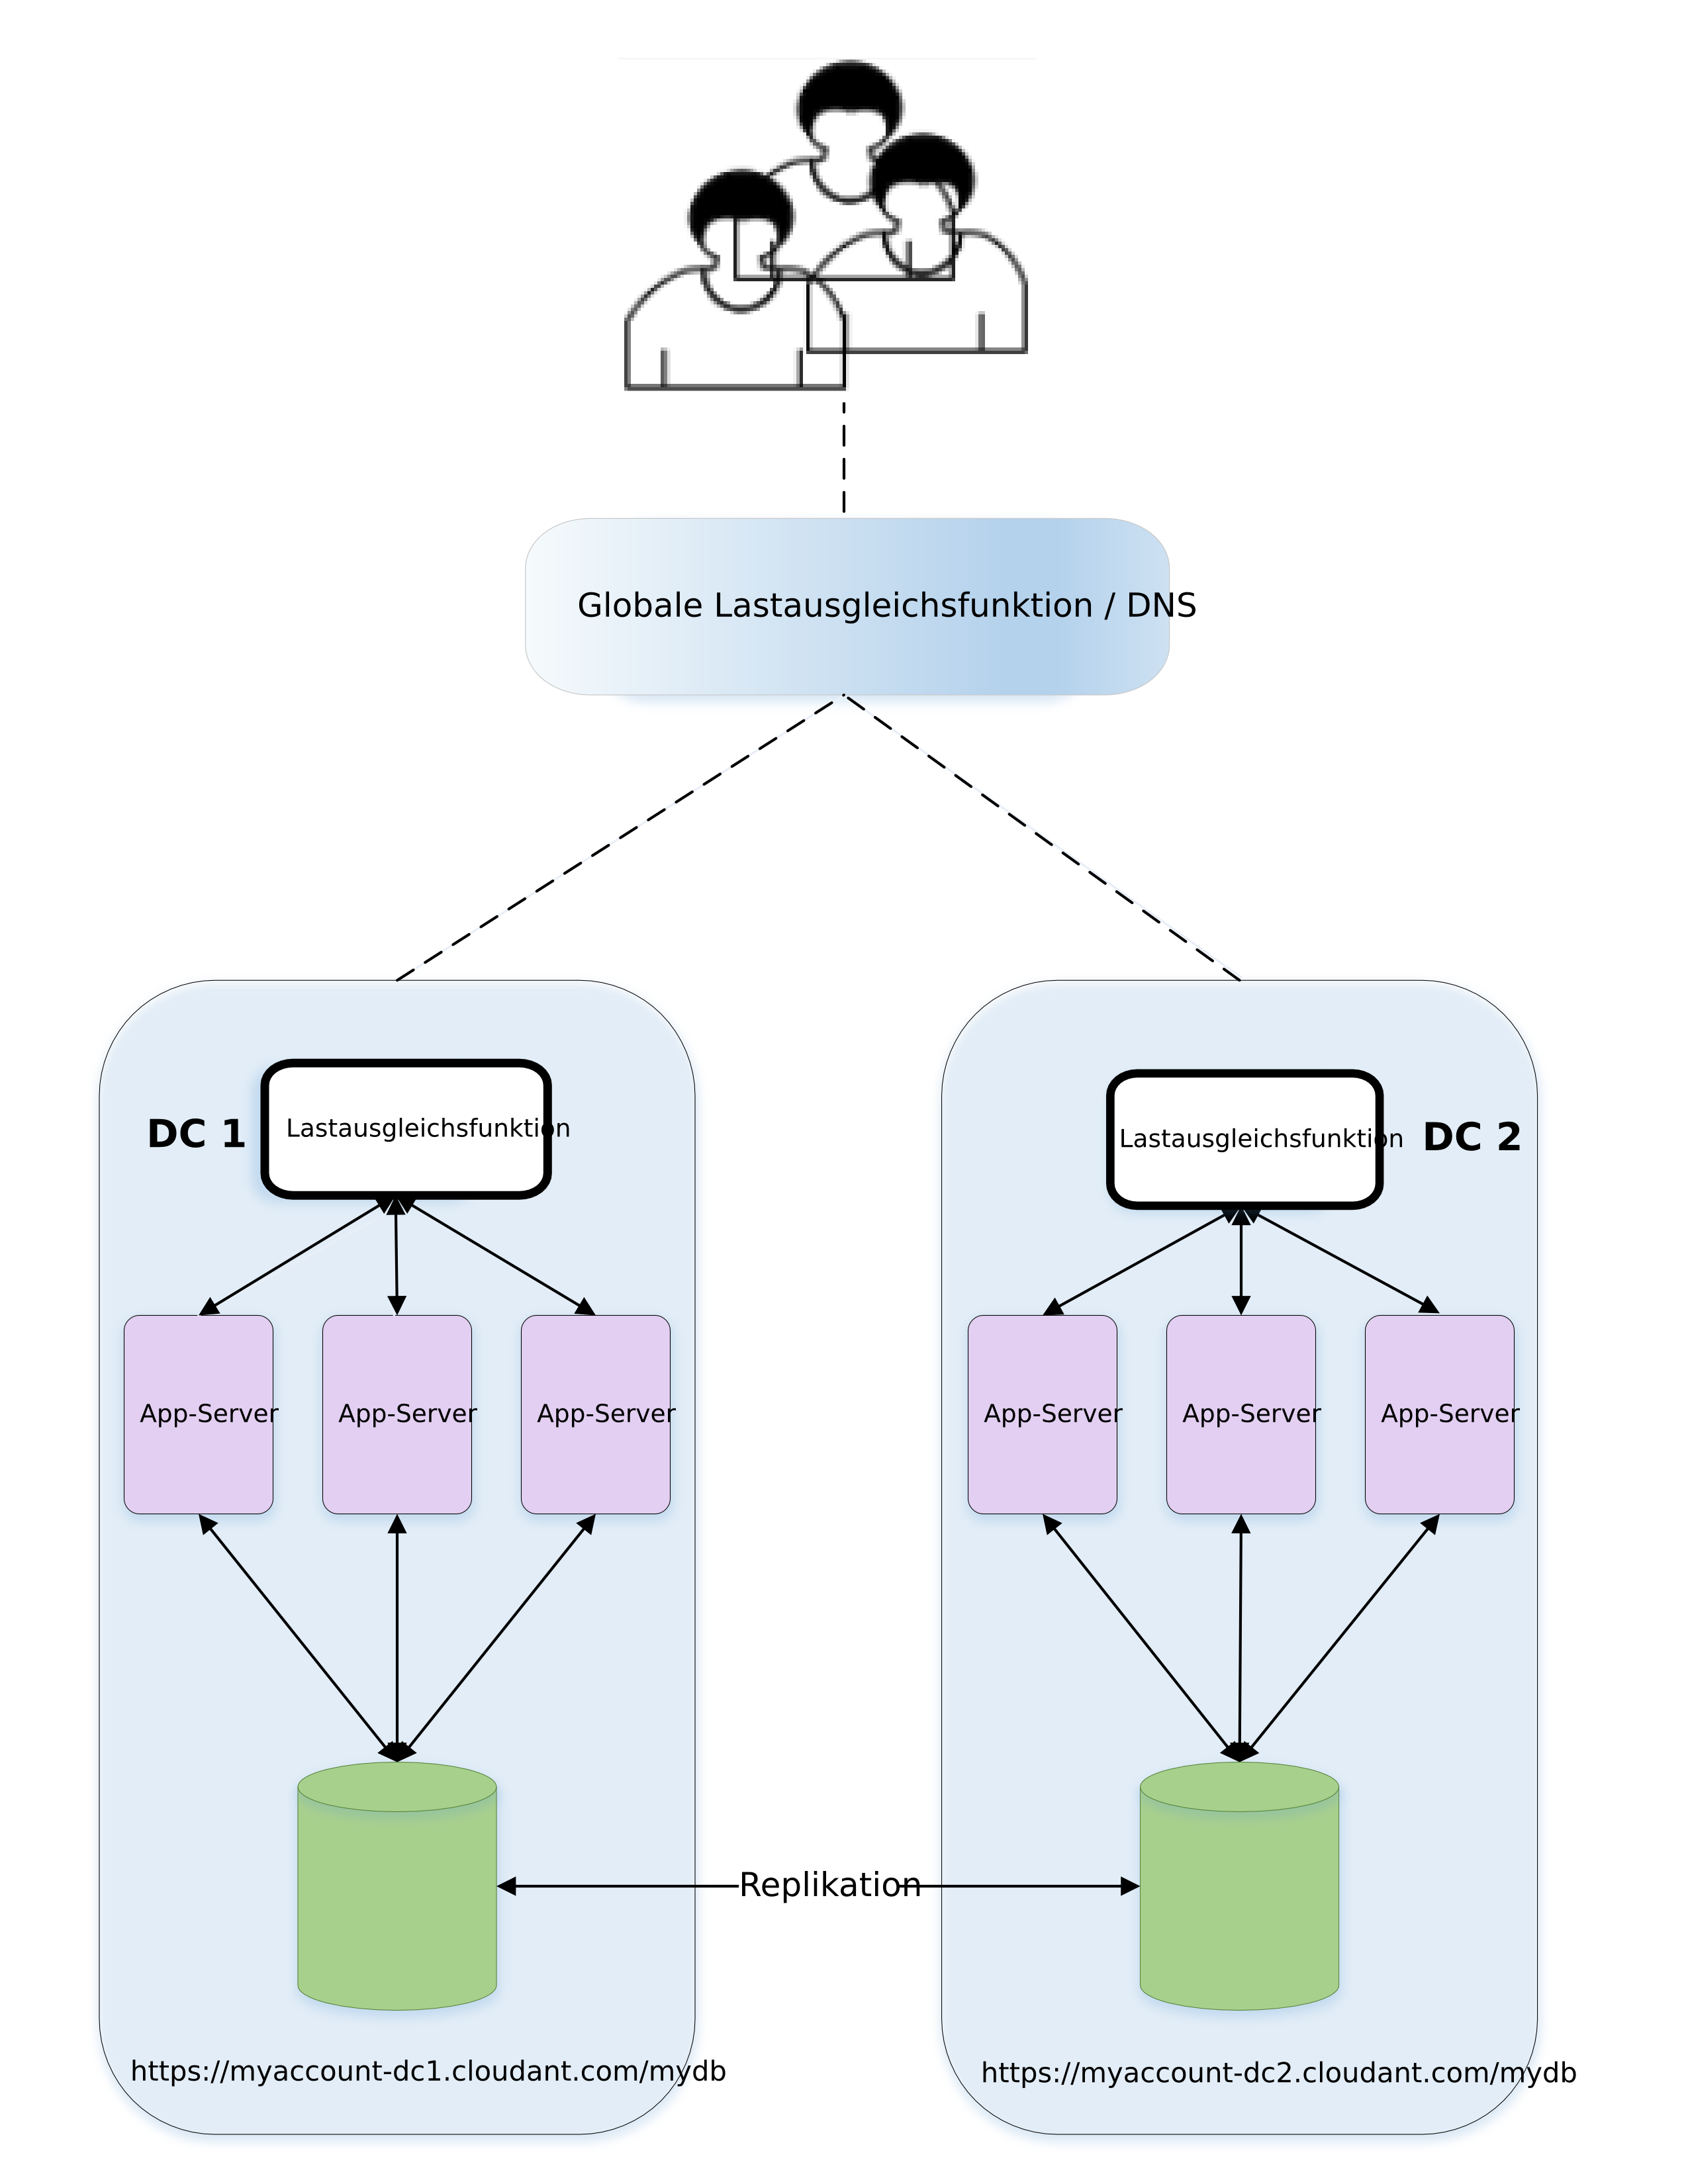 Globale Lastausgleichsfunktion / DNS
DC 1
Lastausgleichsfunktion
Lastausgleichsfunktion
DC 2
App-Server
App-Server
App-Server
App-Server
App-Server
App-Server
Replikation
https://myaccount-dc1.cloudant.com/mydb
https://myaccount-dc2.cloudant.com/mydb